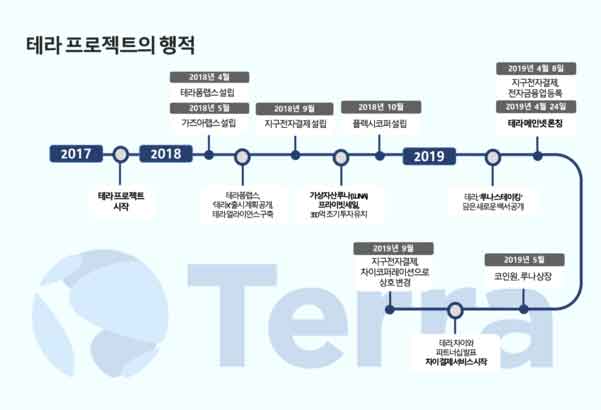 테라 프로젝트의 행적
2018년 4월
테라폼랩스 설립
2018년 5월
가즈아랩스 설립
2018년 9월
지구전자결제 설립
2018년 10월
플렉시코퍼 설립
2019년 4월 8일
지구전자결제,
전자금융업 등록
2019년 4월 24일
테라 메인넷 론칭
2017
2018
2019
테라 프로젝트
시작
테라폼랩스,
출시 계획 공개,
테라 얼라이언스 구축
가상자산 루나(LUNA)
프라이빗 세일,
조기 투자 유치
테라, '루나 스테이킹'
담은 새로운 백서 공개
2019년 9월
지구전자결제,
차이코퍼레이션으로
상호 변경
2019년 5월
코인원, 루나 상장
테라, 차이와
파트너십 발표
차이 결제 서비스 시작
Terra